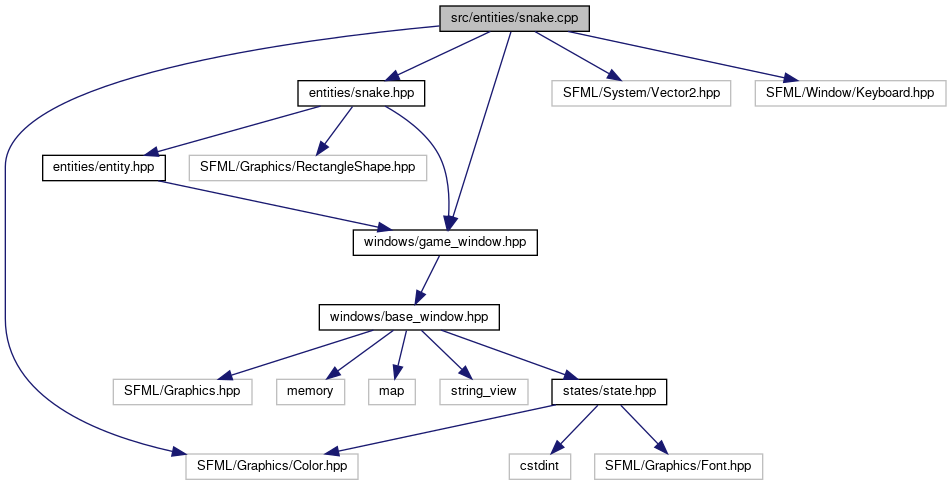 src/entities/snake.cpp
entities/snake.hpp
SFML/System/Vector2.hpp
SFML/Window/Keyboard.hpp
entities/entity.hpp
SFML/Graphics/RectangleShape.hpp
windows/game_window.hpp
windows/base_window.hpp
SFML/Graphics.hpp
memory
map
string_view
states/state.hpp
SFML/Graphics/Color.hpp
cstdint
SFML/Graphics/Font.hpp